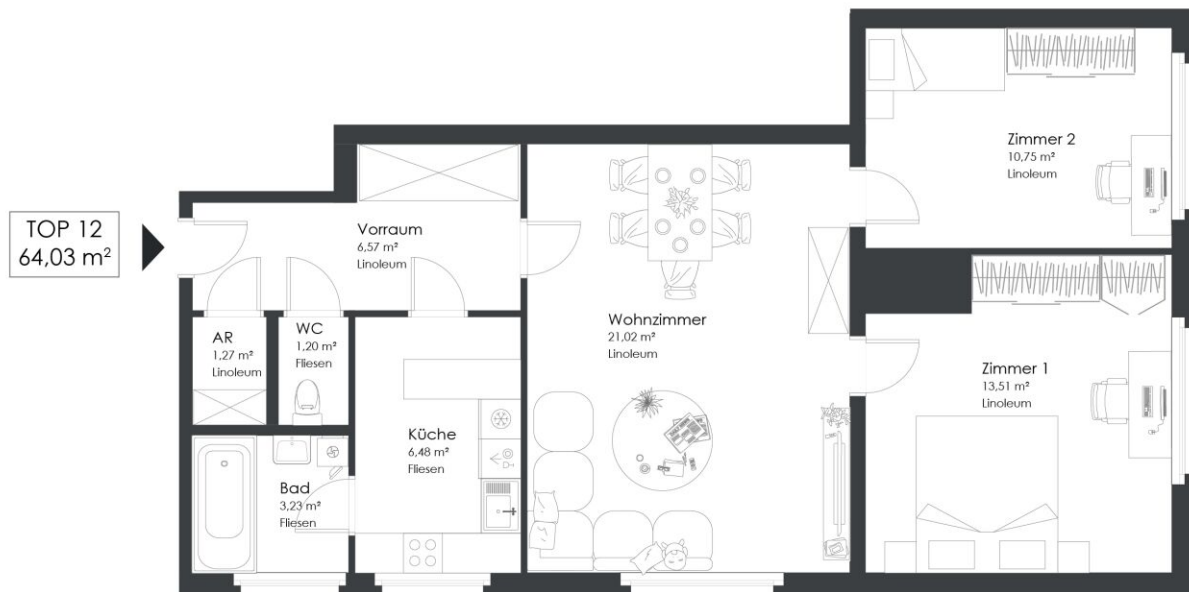 TOP 12
64,03 m²
Vorraum
6,57 m²
Linoleum
AR
1,27 m²
Linoleum
WC
1,20 m²
Fliesen
Bad
3,23 m²
Fliesen
Küche
6,48 m²
Fliesen
Wohnzimmer
21,02 m²
Linoleum
Zimmer 2
10,75 m²
Linoleum
Zimmer 1
13,51 m²
Linoleum